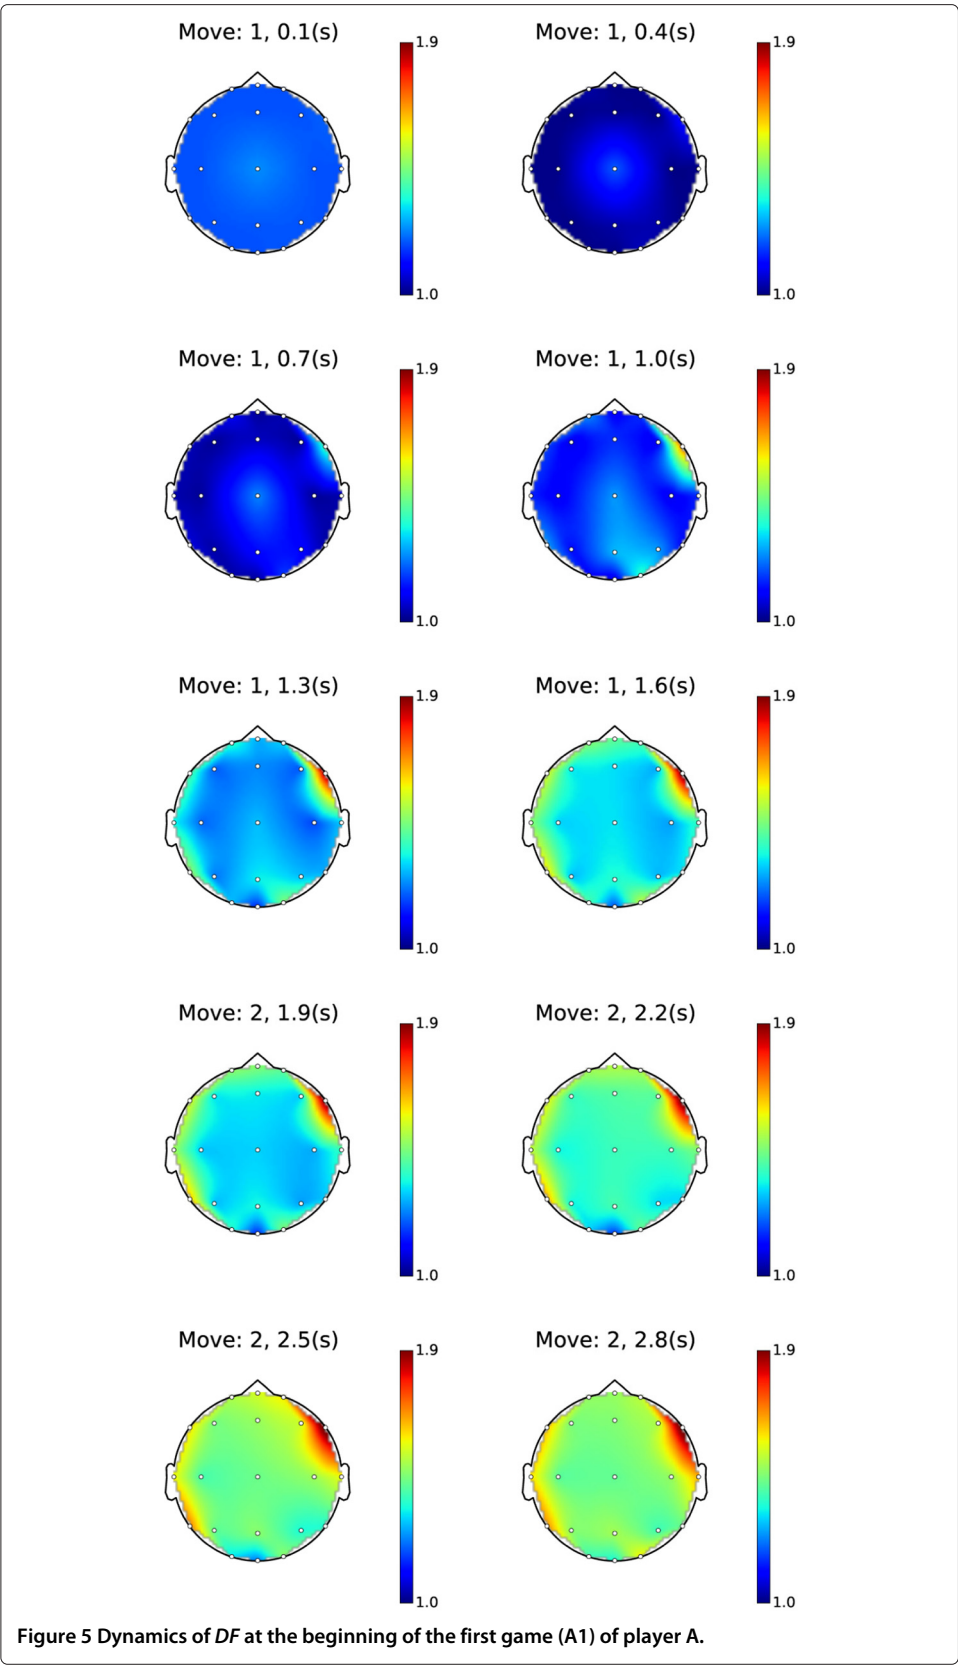 Move: 1, 0.1(s)
1.9
1.0
Move: 1, 0.4(s)
1.9
1.0
Move: 1, 0.7(s)
1.9
1.0
Move: 1, 1.0(s)
1.9
1.0
Move: 1, 1.3(s)
1.9
1.0
Move: 1, 1.6(s)
1.9
1.0
Move: 2, 1.9(s)
1.9
1.0
Move: 2, 2.2(s)
1.9
1.0
Move: 2, 2.5(s)
1.9
1.0
Move: 2, 2.8(s)
1.9
1.0
Figure 5 Dynamics of DF at the beginning of the first game (A1) of player A.